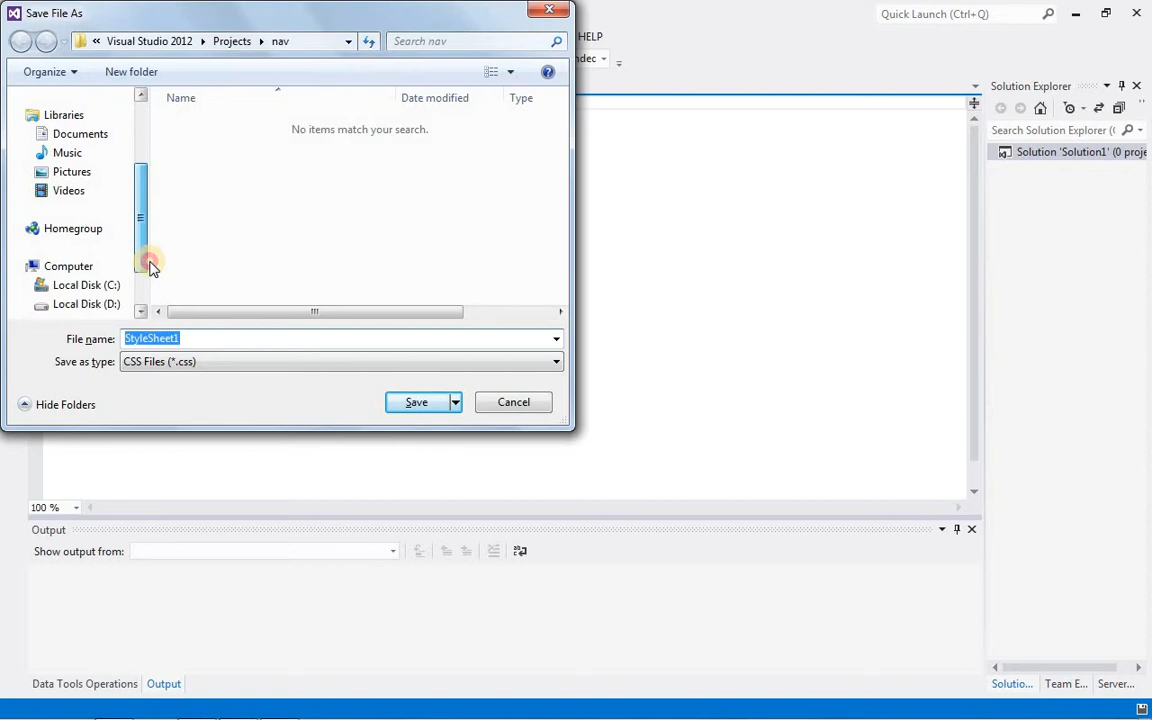 Save File As
Quick Launch (Ctrl+Q)
« Visual Studio 2012 Projects nav
Search nav
HELP
Organize
New folder
ndec
Solution Explorer
Name
Date modified
Type
Search Solution Explorer (
Solution 'Solution1' (0 proje
No items match your search.
Libraries
Documents
Music
Pictures
Videos
Homegroup
Computer
Local Disk (C:)
Local Disk (D:)
File name: StyleSheet1
Save as type: CSS Files (*.css)
Hide Folders
Save
Cancel
100 %
Output
Show output from:
Data Tools Operations
Output
Solutio...
Team E...
Server...